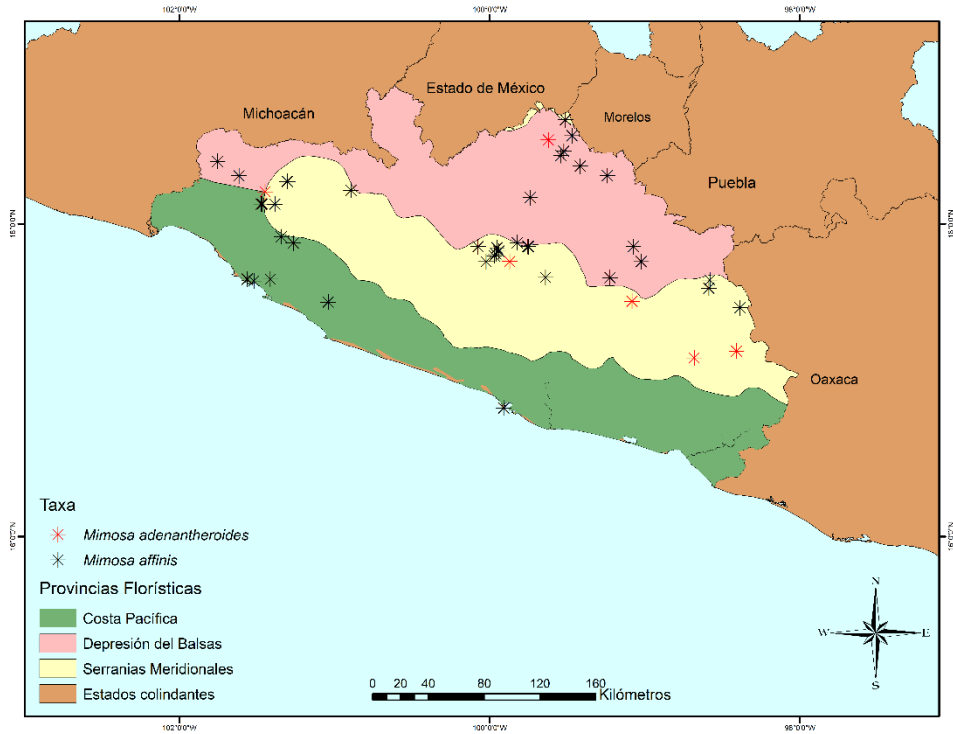 102°0'0"W 100°0'0"W 98°0'0"W
Estado de México
Michoacán
Morelos
Puebla
18°0'0"N 18°0'0"N
Oaxaca
Taxa
Mimosa adenantheroides
Mimosa affinis
16°0'0"N 16°0'0"N
Provincias Florísticas
Costa Pacífica
Depresión del Balsas
Serranias Meridionales
Estados colindantes
0 20 40 80 120 160
Kilómetros
N
W E
S
102°0'0"W 100°0'0"W 98°0'0"W